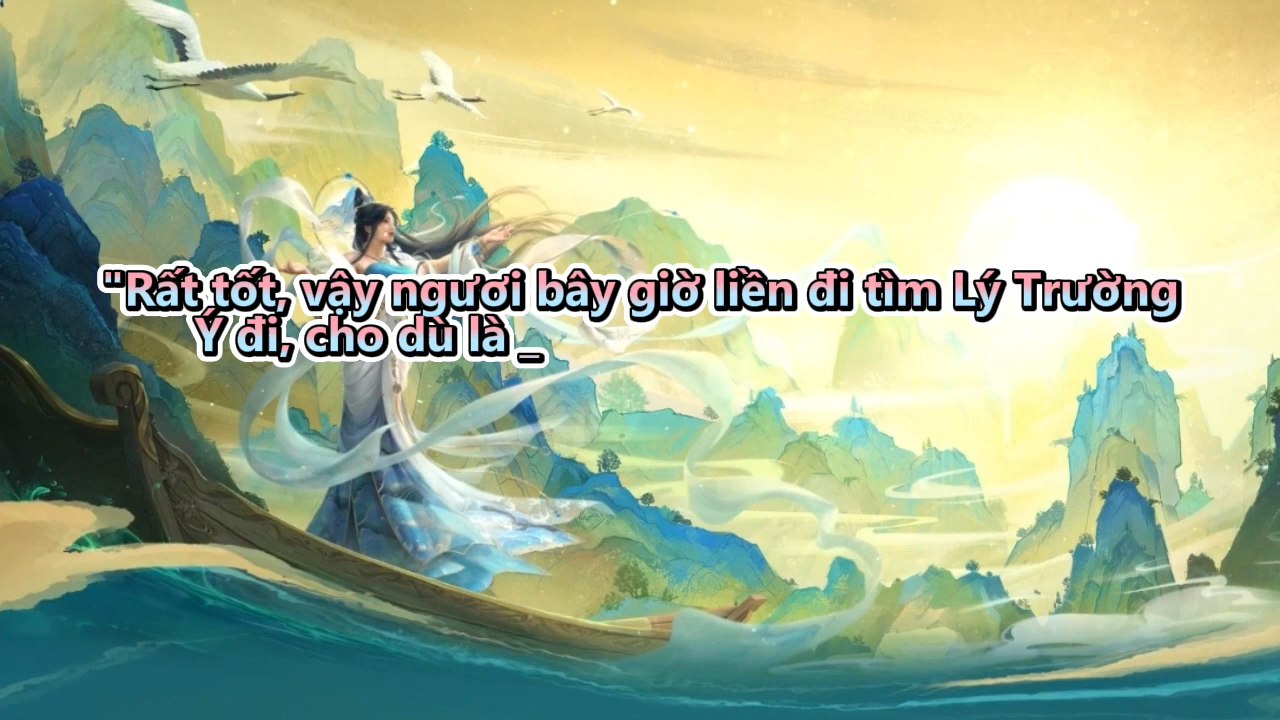 "Rất tốt, vậy ngươi bây giờ liền đi tìm Lý Trường
Ý đi, cho dù là _